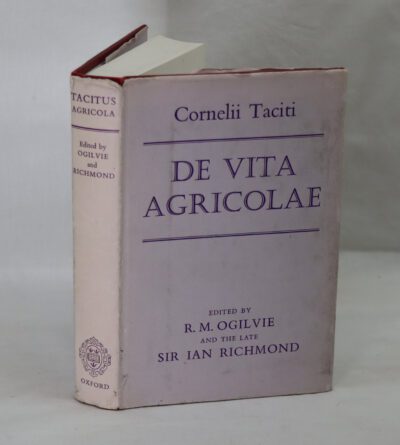 TACITUS
AGRICOLA
Edited by
OGILVIE
and
RICHMOND
OXFORD
Cornelii Taciti
DE VITA
AGRICOLAE
EDITED BY
R. M. OGILVIE
AND THE LATE
SIR IAN RICHMOND